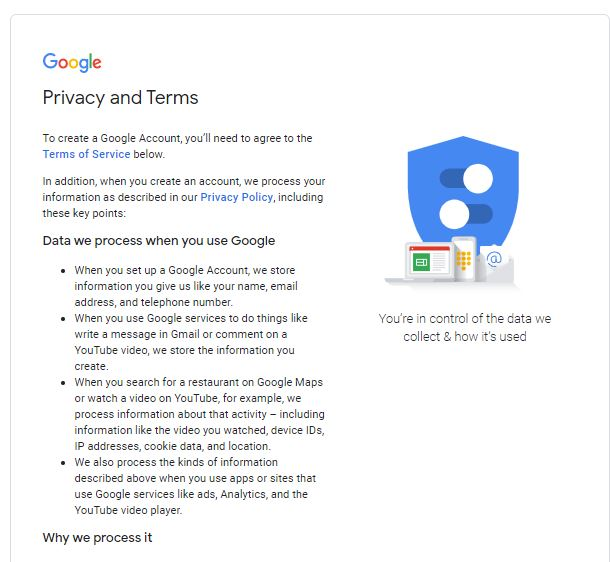 Google
Privacy and Terms
To create a Google Account, you’ll need to agree to the
Terms of Service below.
In addition, when you create an account, we process your
information as described in our Privacy Policy, including
these key points:
Data we process when you use Google
• When you set up a Google Account, we store
information you give us like your name, email
address, and telephone number.
• When you use Google services to do things like
write a message in Gmail or comment on a
YouTube video, we store the information you
create.
• When you search for a restaurant on Google Maps
or watch a video on YouTube, for example, we
process information about that activity – including
information like the video you watched, device IDs,
IP addresses, cookie data, and location.
• We also process the kinds of information
described above when you use apps or sites that
use Google services like ads, Analytics, and the
YouTube video player.
Why we process it
@
You’re in control of the data we
collect & how it’s used